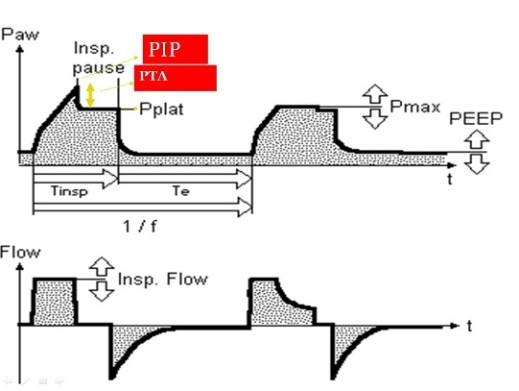 Paw
Insp.
pause
PIP
PTA
Pplat
Pmax
PEEP
t
Tinsp
Te
1 / f
Flow
Insp. Flow
t